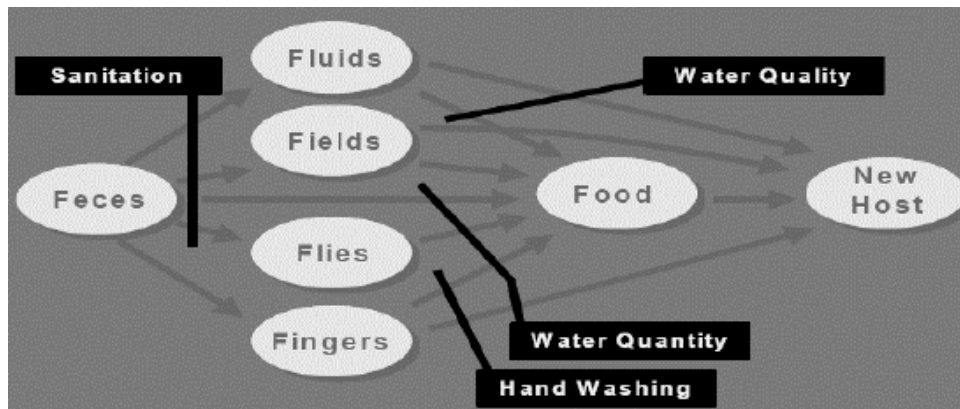 Fluids
Sanitation
Water Quality
Fields
Feces
Food
New
Host
Flies
Fingers
Water Quantity
Hand Washing